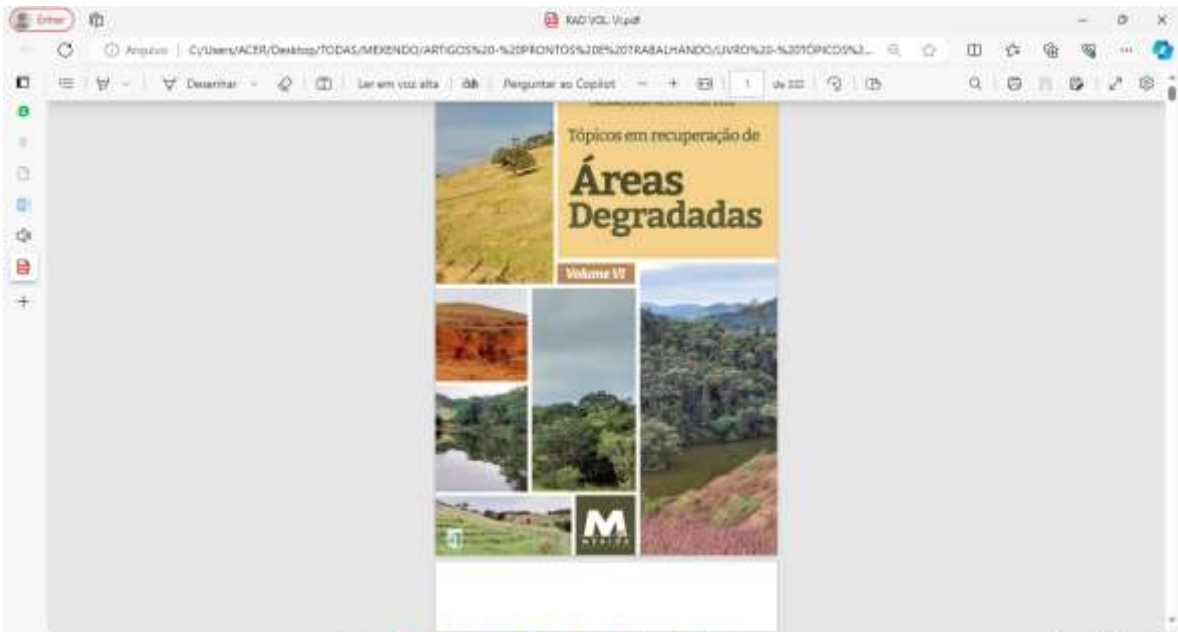 Entrar
RAD VOL. VI.pdf
Arquivo | C:/Users/ACER/Desktop/TODAS/MEXENDO/ARTIGOS%20-%20PRONTOS%20E%20TRABALHANDO/LIVRO%20-%20TÓPICOS%2...
Desenhar
Ler em voz alta
Perguntar ao Copilot
1
de 322
Tópicos em recuperação de
Áreas
Degradadas
Volume VI
M
MÉRIDA